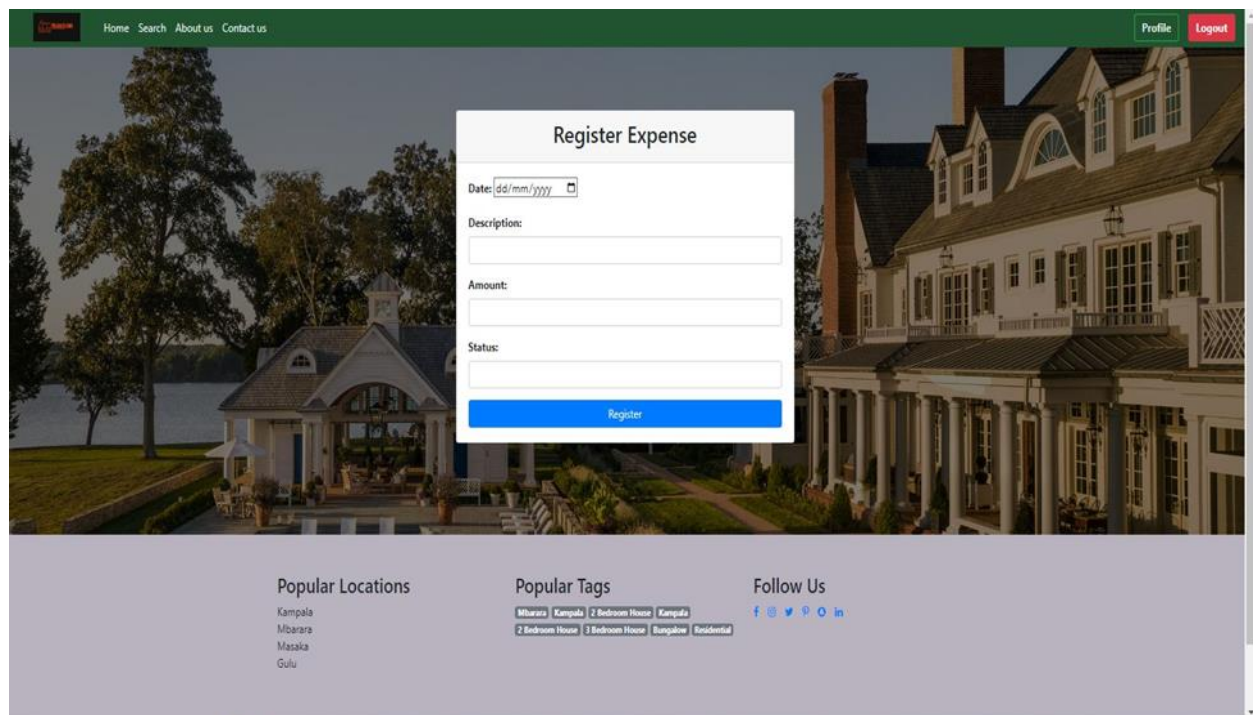 Home Search About us Contact us
Profile
Logout
Register Expense
Date: dd/mm/yyyy
Description:
Amount:
Status:
Register
Popular Locations
Kampala
Mbarara
Masaka
Gulu
Popular Tags
Mbarara Kampala 2 Bedroom House Kampala
2 Bedroom House 3 Bedroom House Bungalow Residential
Follow Us